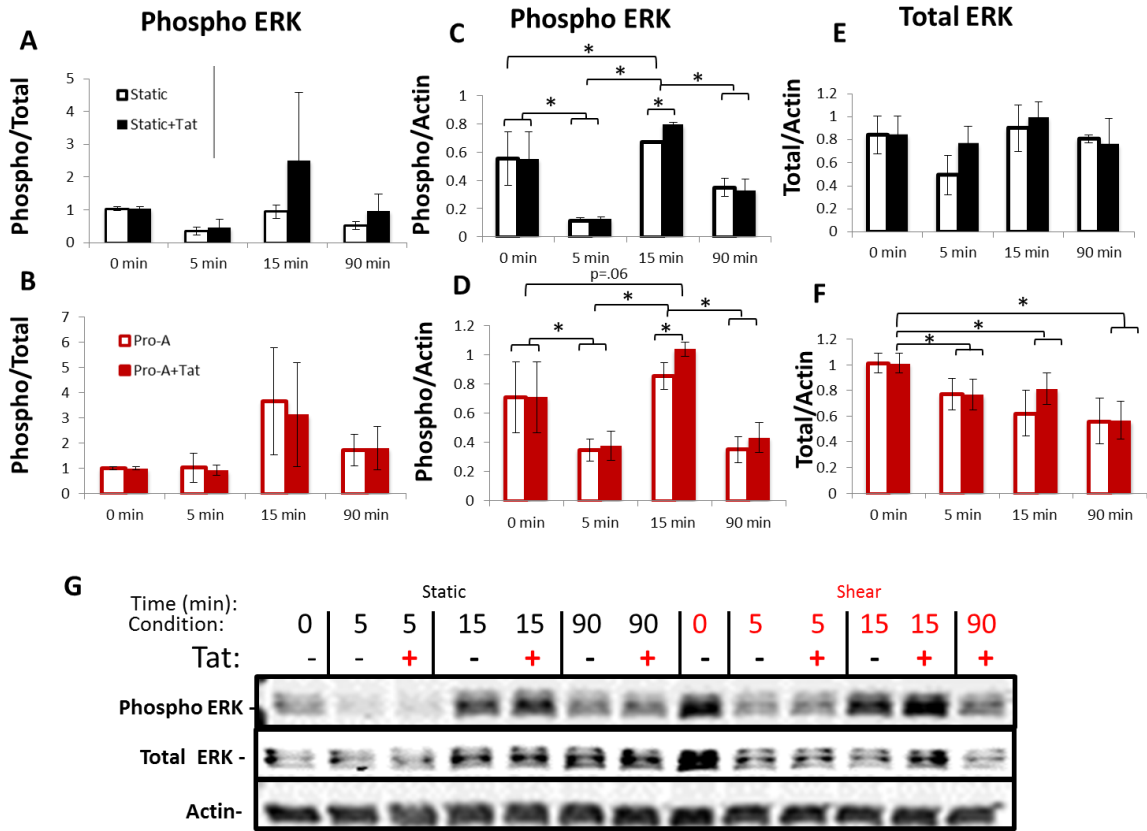 Phospho ERK
Phospho ERK
Total ERK
A
Phospho/Total
5
4
3
2
1
0
Static
Static+Tat
0 min
5 min
15 min
90 min
C
Phospho/Actin
1
0.8
0.6
0.4
0.2
0
*
*
*
*
*
0 min
5 min
15 min
90 min
E
Total/Actin
1.2
1
0.8
0.6
0.4
0.2
0
0 min
5 min
15 min
90 min
B
Phospho/Total
7
6
5
4
3
2
1
0
Pro-A
Pro-A+Tat
0 min
5 min
15 min
90 min
D
Phospho/Actin
1.2
1
0.8
0.6
0.4
0.2
0
p=.06
*
*
*
*
0 min
5 min
15 min
90 min
F
Total/Actin
1.2
1
0.8
0.6
0.4
0.2
0
*
*
*
0 min
5 min
15 min
90 min
G
Static
Shear
Time (min):
Condition:
0 5 5 15 15 90 90 0 5 5 15 15 90
Tat: - - + - + - + - - + - + +
Phospho ERK -
Total ERK -
Actin-